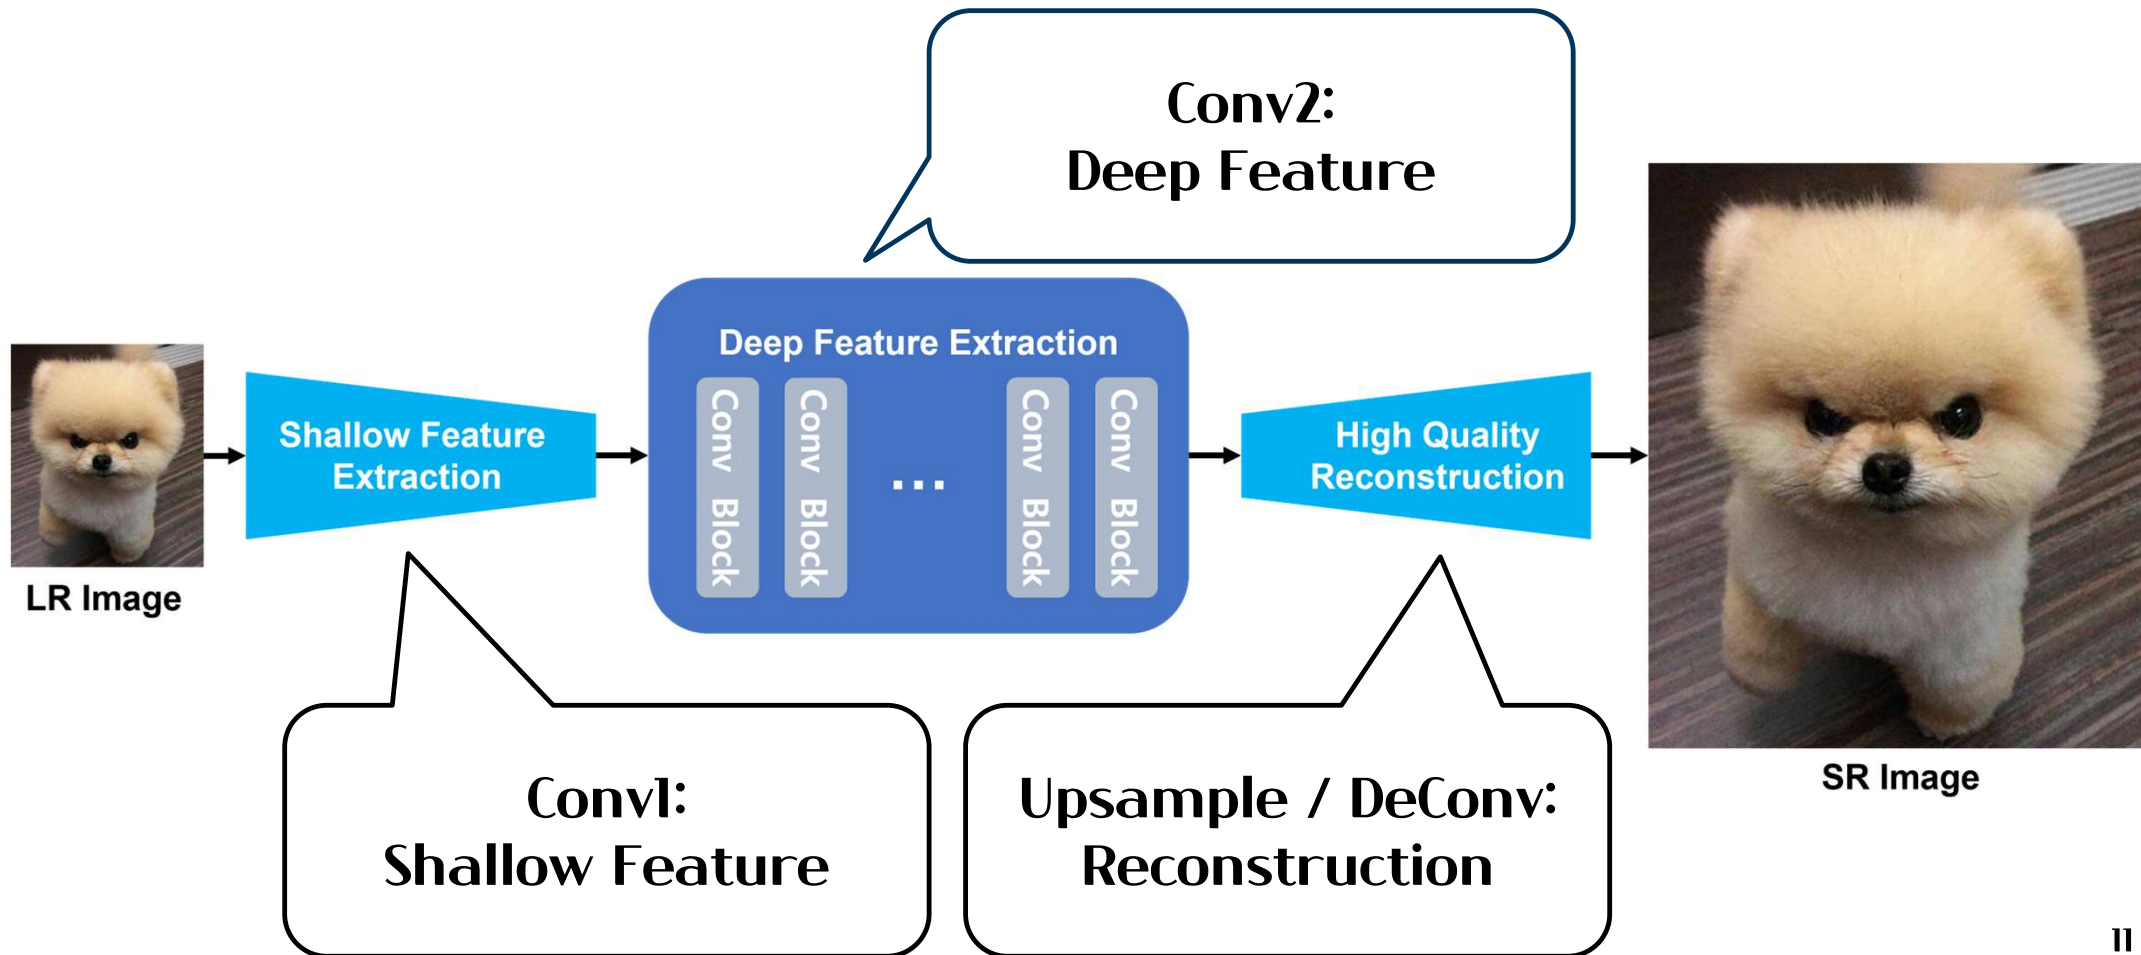 Conv2:
Deep Feature
Deep Feature Extraction
Conv Block
Conv Block
...
Conv Block
Conv Block
Shallow Feature
Extraction
High Quality
Reconstruction
LR Image
SR Image
Conv1:
Shallow Feature
Upsample / DeConv:
Reconstruction
11